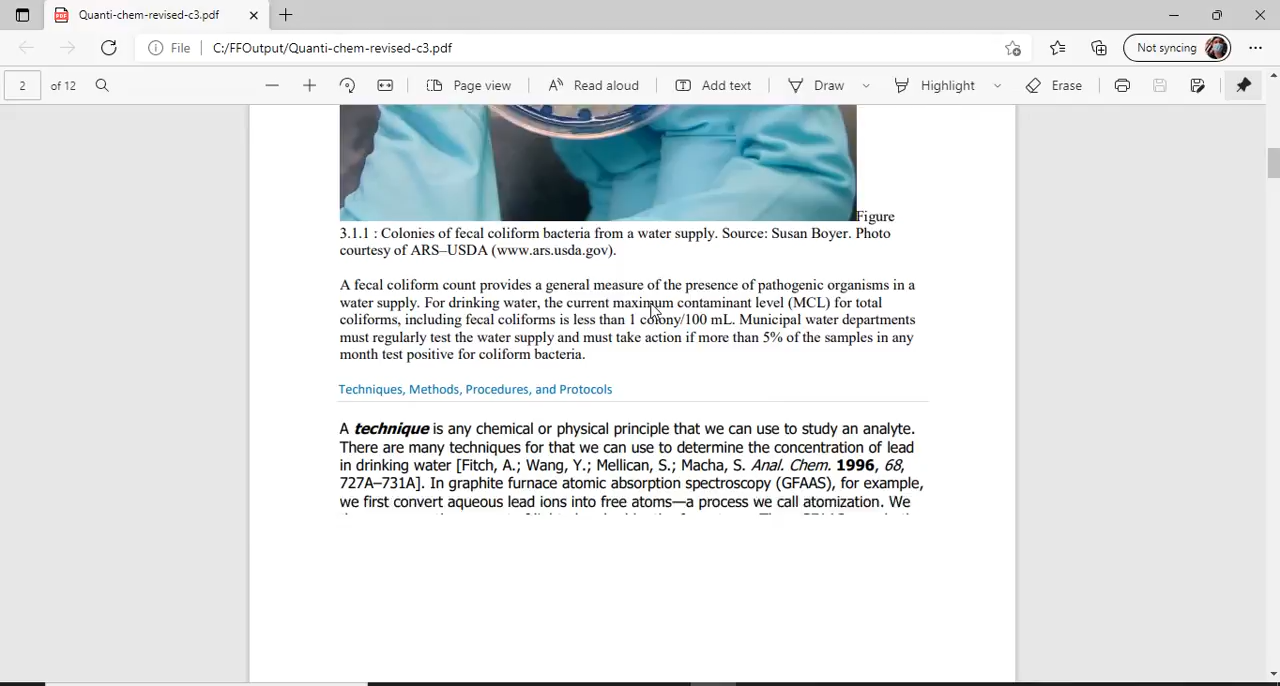 Quanti-chem-revised-c3.pdf
File C:/FFOutput/Quanti-chem-revised-c3.pdf Not syncing
2 of 12 Page view Read aloud Add text Draw Highlight Erase
Figure
3.1.1 : Colonies of fecal coliform bacteria from a water supply. Source: Susan Boyer. Photo
courtesy of ARS–USDA (www.ars.usda.gov).
A fecal coliform count provides a general measure of the presence of pathogenic organisms in a
water supply. For drinking water, the current maximum contaminant level (MCL) for total
coliforms, including fecal coliforms is less than 1 colony/100 mL. Municipal water departments
must regularly test the water supply and must take action if more than 5% of the samples in any
month test positive for coliform bacteria.
Techniques, Methods, Procedures, and Protocols
A technique is any chemical or physical principle that we can use to study an analyte.
There are many techniques for that we can use to determine the concentration of lead
in drinking water [Fitch, A.; Wang, Y.; Mellican, S.; Macha, S. Anal. Chem. 1996, 68,
727A–731A]. In graphite furnace atomic absorption spectroscopy (GFAAS), for example,
we first convert aqueous lead ions into free atoms—a process we call atomization. We